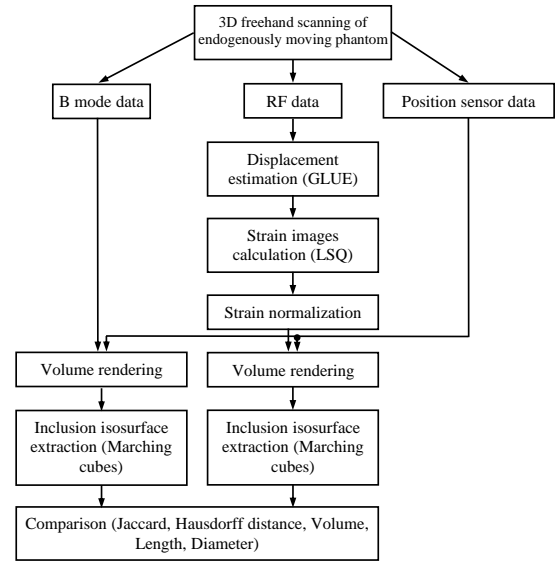 3D freehand scanning of
endogenously moving phantom
B mode data
RF data
Position sensor data
Displacement
estimation (GLUE)
Strain images
calculation (LSQ)
Strain normalization
Volume rendering
Volume rendering
Inclusion isosurface
extraction (Marching
cubes)
Inclusion isosurface
extraction (Marching
cubes)
Comparison (Jaccard, Hausdorff distance, Volume,
Length, Diameter)